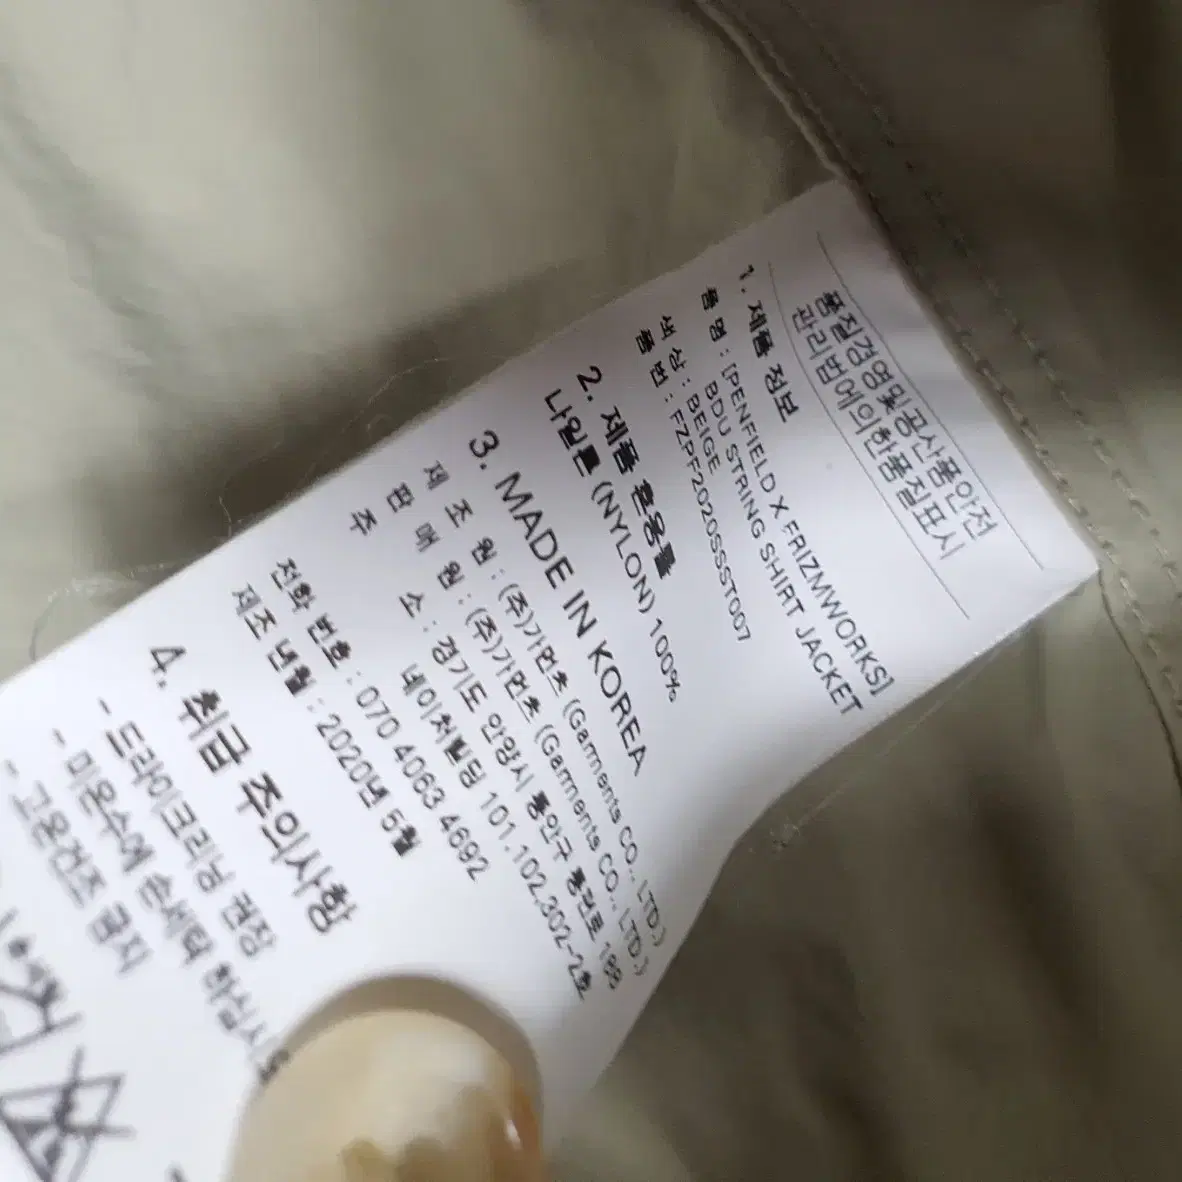 품질경영및공산품안전
관리법에의한품질표시
1. 제품 정보
품 명 : [PENFIELD X FRIZMWORKS]
BDU STRING SHIRT JACKET
색 상 : BEIGE
품 번 : FZPF2020SSST007
2. 제품 혼용률
나일론 (NYLON) 100%
3. MADE IN KOREA
제 조 원 : (주)가먼츠 (Garments CO., LTD.)
판 매 원 : (주)가먼츠 (Garments CO., LTD.)
주 소 : 경기도 안양시 동안구 흥안로 188
네이처빌딩 101,102,302-2호
전화 번호 : 070 4063 4692
제조 년월 : 2020년 5월
4. 취급 주의사항
- 드라이크리닝 권장
- 미온수에 손세탁 하십시오
- 고온건조 금지